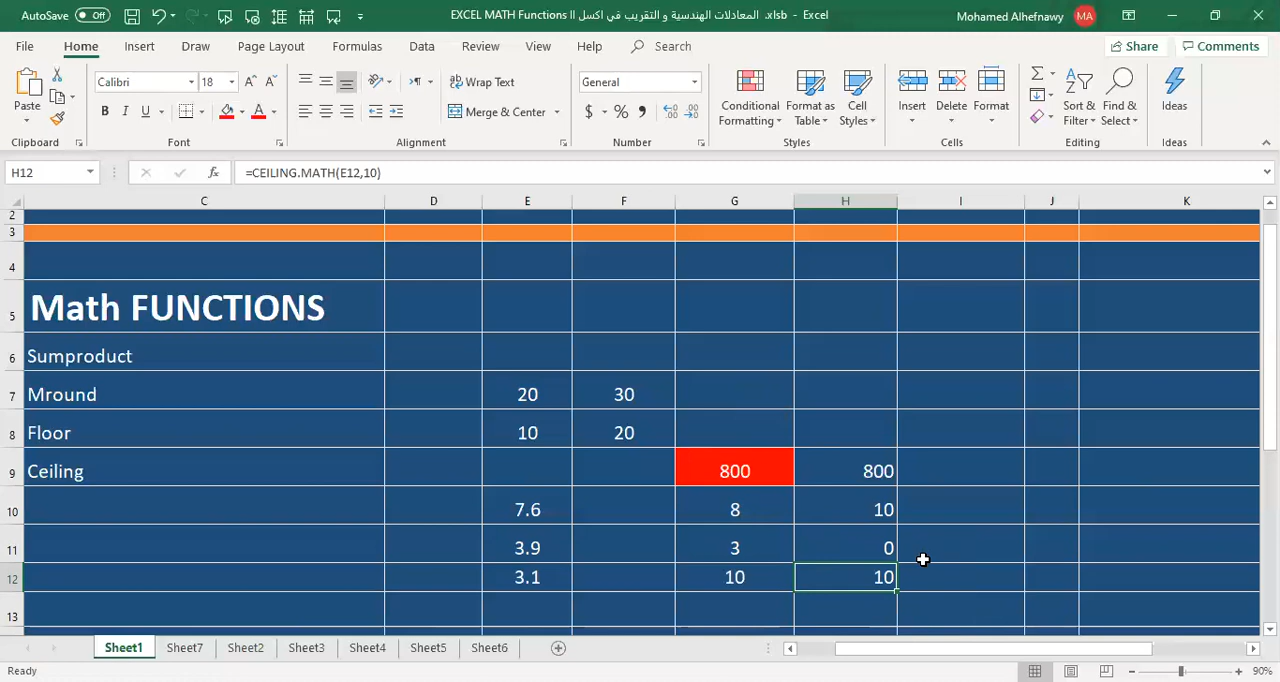 AutoSave Off EXCEL MATH Functions II المعادلات الهندسية و التقريب في اكسل .xlsb - Excel Mohamed Alhefnawy MA
File Home Insert Draw Page Layout Formulas Data Review View Help Search Share Comments
Paste Calibri 18 Wrap Text General Conditional Formatting Format as Table Cell Styles Insert Delete Format Sort & Filter Find & Select Ideas
B I U Merge & Center $ % 9
Clipboard Font Alignment Number Styles Cells Editing Ideas
H12 fx =CEILING.MATH(E12,10)
C D E F G H I J K
2
3
4
5 Math FUNCTIONS
6 Sumproduct
7 Mround 20 30
8 Floor 10 20
9 Ceiling 800 800
10 7.6 8 10
11 3.9 3 0
12 3.1 10 10
13
Sheet1 Sheet7 Sheet2 Sheet3 Sheet4 Sheet5 Sheet6
Ready 90%